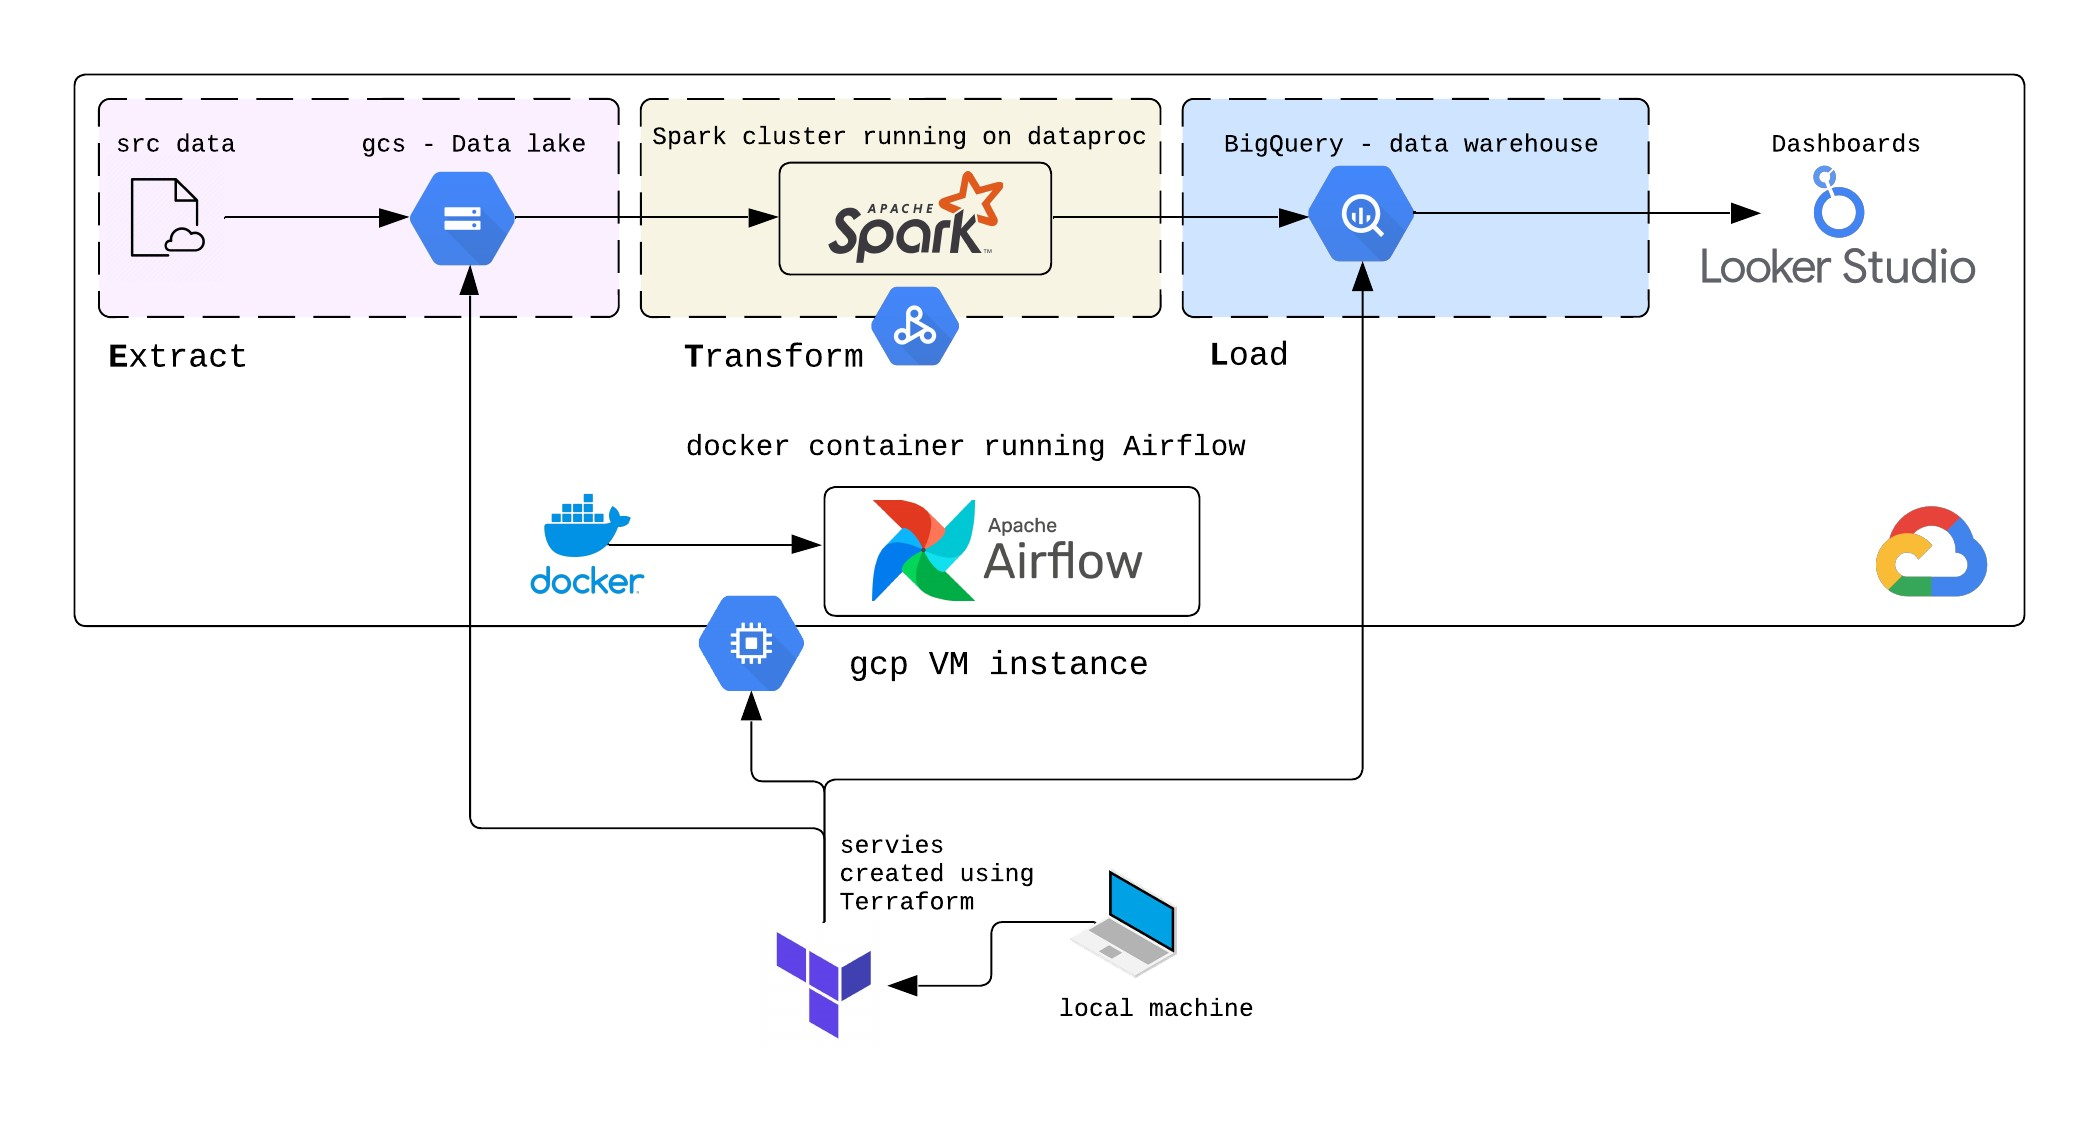 src data
gcs - Data lake
Spark cluster running on dataproc
BigQuery - data warehouse
Dashboards
APACHE
Spark™
Looker Studio
Extract
Transform
Load
docker container running Airflow
docker
Apache
Airflow
gcp VM instance
servies
created using
Terraform
local machine